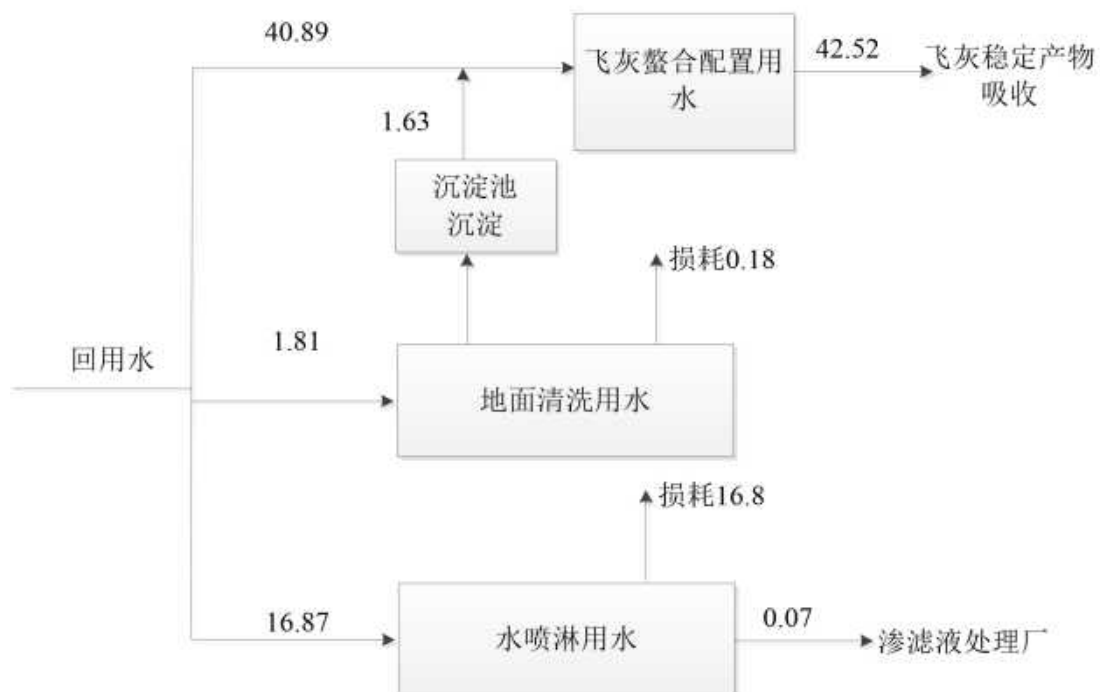 40.89
飞灰螯合配置用
水
42.52
飞灰稳定产物
吸收
1.63
沉淀池
沉淀
损耗0.18
1.81
回用水
地面清洗用水
损耗16.8
16.87
水喷淋用水
0.07
渗滤液处理厂